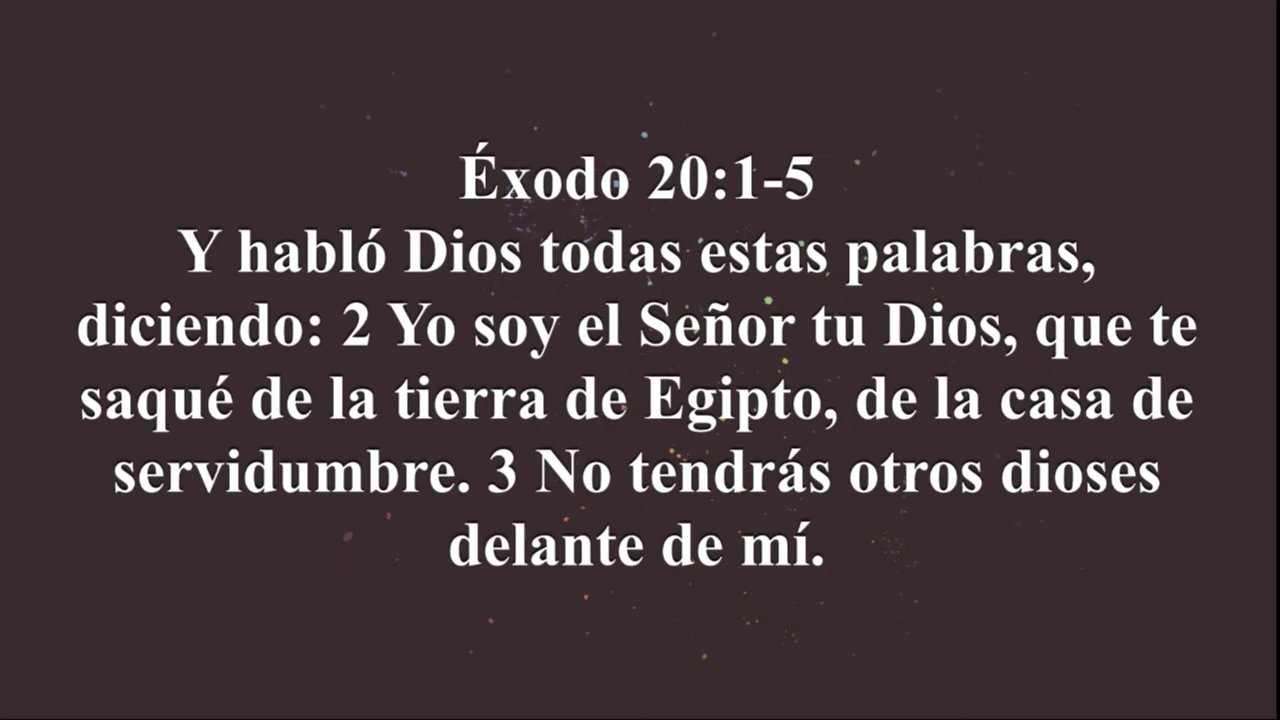 Éxodo 20:1-5
Y habló Dios todas estas palabras,
diciendo: 2 Yo soy el Señor tu Dios, que te
saqué de la tierra de Egipto, de la casa de
servidumbre. 3 No tendrás otros dioses
delante de mí.